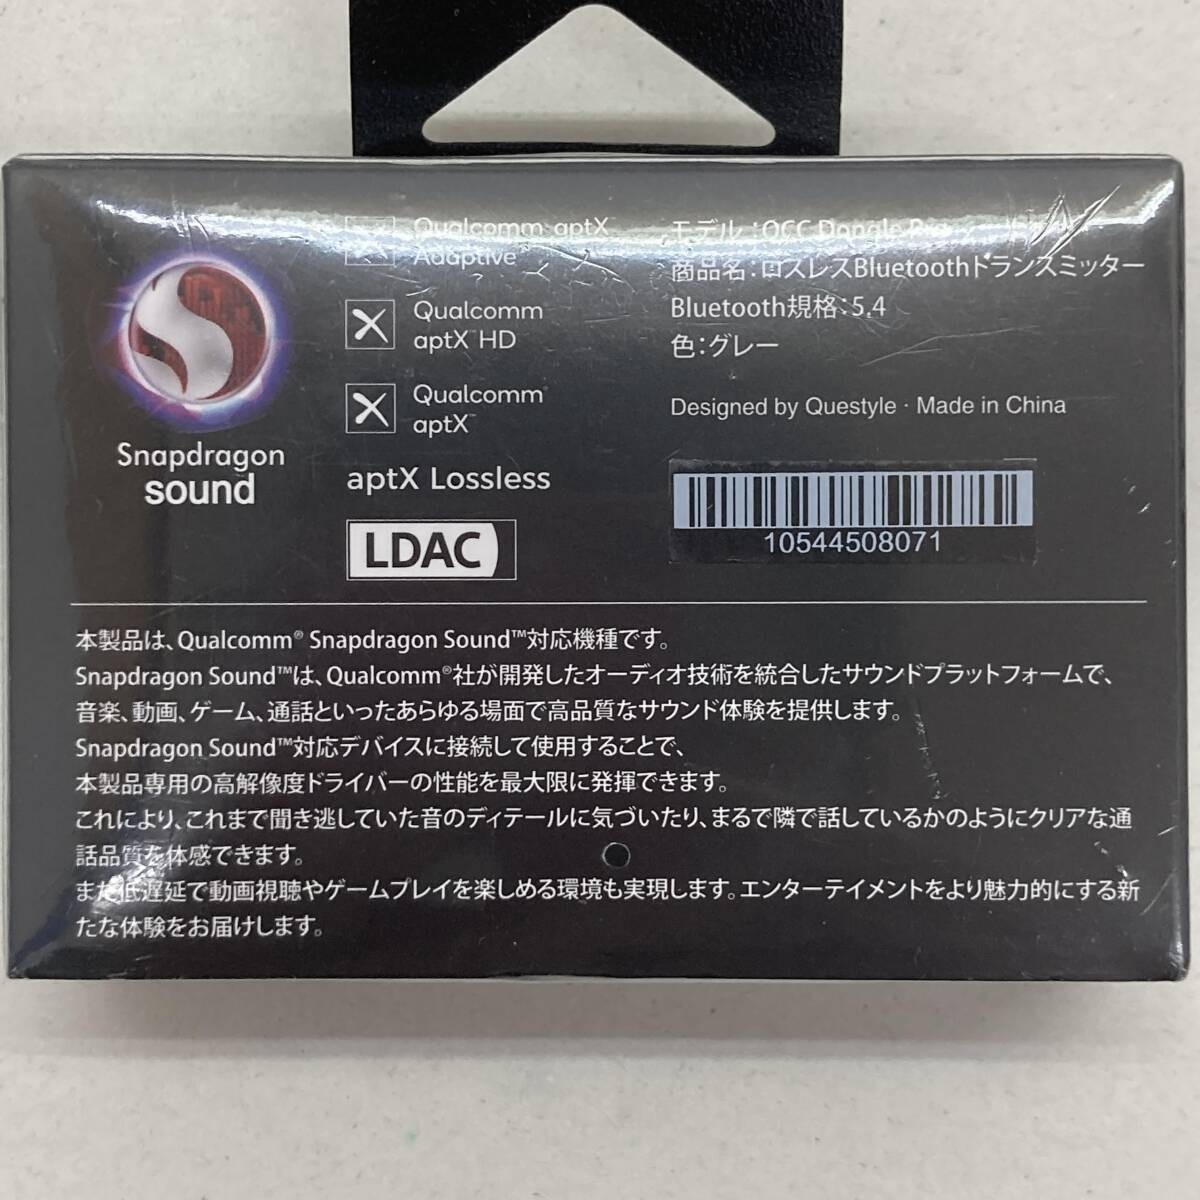 Snapdragon
sound
Qualcomm aptX
Adaptive
Qualcomm
aptX™ HD
Qualcomm®
aptX™
aptX Lossless
LDAC
モデル：QCC Dongle Pro
商品名：ロスレスBluetoothトランスミッター
Bluetooth規格：5.4
色：グレー
Designed by Questyle · Made in China
10544508071
本製品は、Qualcomm® Snapdragon Sound™対応機種です。
Snapdragon Sound™は、Qualcomm®社が開発したオーディオ技術を統合したサウンドプラットフォームで、
音楽、動画、ゲーム、通話といったあらゆる場面で高品質なサウンド体験を提供します。
Snapdragon Sound™対応デバイスに接続して使用することで、
本製品専用の高解像度ドライバーの性能を最大限に発揮できます。
これにより、これまで聞き逃していた音のディテールに気づいたり、まるで隣で話しているかのようにクリアな通
話品質を体感できます。
また低遅延で動画視聴やゲームプレイを楽しめる環境も実現します。エンターテイメントをより魅力的にする新
たな体験をお届けします。